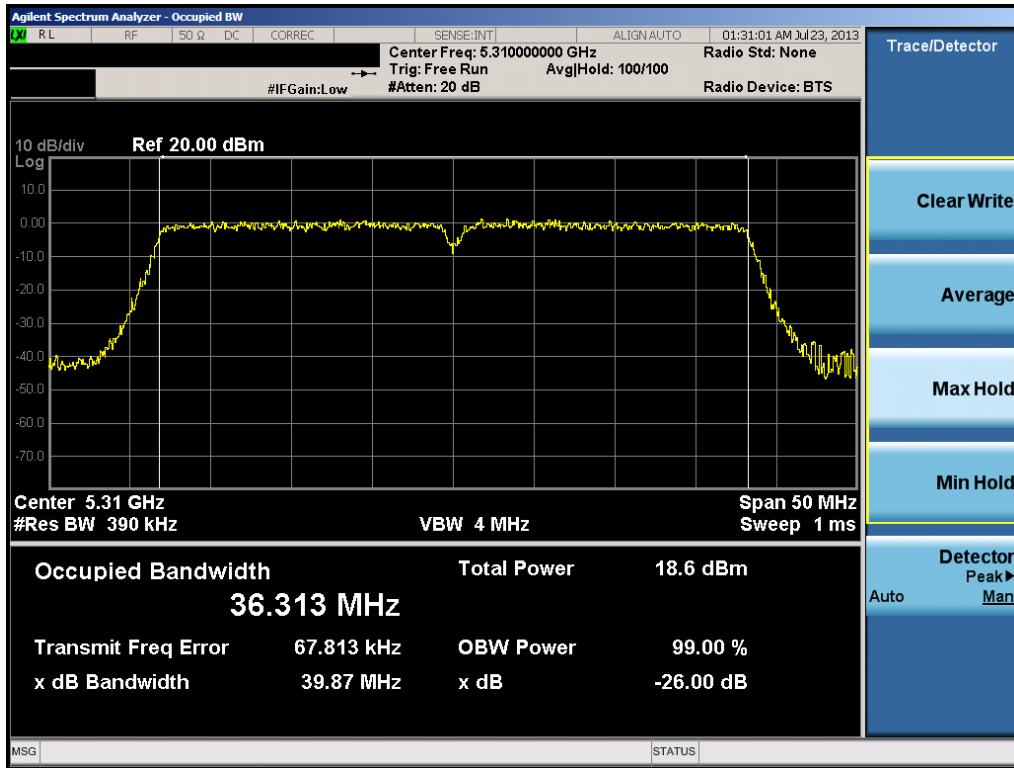 Agilent Spectrum Analyzer - Occupied BW
LXI RL RF 50 Ω DC CORREC SENSE:INT ALIGN AUTO 01:31:01 AM Jul 23, 2013
Center Freq: 5.310000000 GHz Radio Std: None
Trig: Free Run Avg|Hold: 100/100
#IFGain:Low #Atten: 20 dB Radio Device: BTS
10 dB/div Ref 20.00 dBm
Log
10.0
0.00
-10.0
-20.0
-30.0
-40.0
-50.0
-60.0
-70.0
Center 5.31 GHz Span 50 MHz
#Res BW 390 kHz VBW 4 MHz Sweep 1 ms
Occupied Bandwidth Total Power 18.6 dBm
36.313 MHz
Transmit Freq Error 67.813 kHz OBW Power 99.00 %
x dB Bandwidth 39.87 MHz x dB -26.00 dB
MSG STATUS
Trace/Detector
Clear Write
Average
Max Hold
Min Hold
Detector
Peak▶
Auto Man